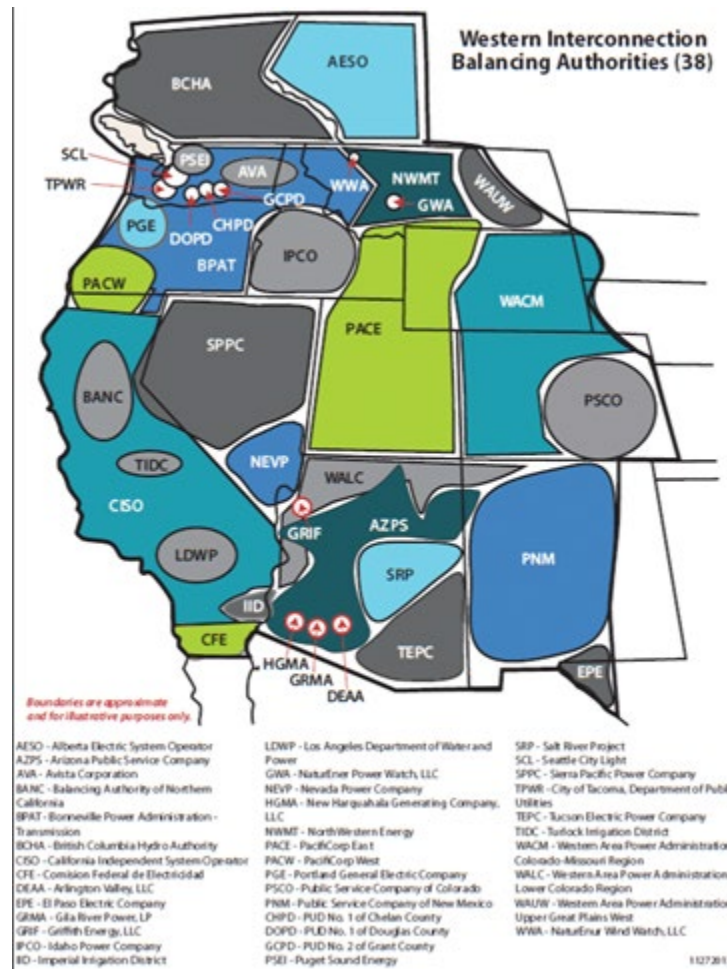 Western Interconnection
Balancing Authorities (38)
AESO
BCHA
SCL
PSEI
TPWR
AVA
WWA
NWMT
WAUW
GCPD
GWA
CHPD
DOPD
PGE
BPAT
IPCO
PACW
WACM
PACE
SPPC
PSCO
BANC
NEVP
TIDC
WALC
CISO
GRIF
AZPS
LDWP
SRP
PNM
IID
CFE
TEPC
HGMA
GRMA
DEAA
EPE
Boundaries are approximate
and for illustrative purposes only.
AESO - Alberta Electric System Operator
AZPS - Arizona Public Service Company
AVA - Avista Corporation
BANC - Balancing Authority of Northern
California
BPAT - Bonneville Power Administration -
Transmission
BCHA - British Columbia Hydro Authority
CISO - California Independent System Operator
CFE - Comision Federal de Electricidad
DEAA - Arlington Valley, LLC
EPE - El Paso Electric Company
GRMA - Gila River Power, LP
GRIF - Griffith Energy, LLC
IPCO - Idaho Power Company
IID - Imperial Irrigation District
LDWP - Los Angeles Department of Water and
Power
GWA - NaturEner Power Watch, LLC
NEVP - Nevada Power Company
HGMA - New Harquahala Generating Company,
LLC
NWMT - NorthWestern Energy
PACE - PacifiCorp East
PACW - PacifiCorp West
PGE - Portland General Electric Company
PSCO - Public Service Company of Colorado
PNM - Public Service Company of New Mexico
CHPD - PUD No. 1 of Chelan County
DOPD - PUD No. 1 of Douglas County
GCPD - PUD No. 2 of Grant County
PSEI - Puget Sound Energy
SRP - Salt River Project
SCL - Seattle City Light
SPPC - Sierra Pacific Power Company
TPWR - City of Tacoma, Department of Publ
Utilities
TEPC - Tucson Electric Power Company
TIDC - Turlock Irrigation District
WACM - Western Area Power Administration
Colorado-Missouri Region
WALC - Western Area Power Administration
Lower Colorado Region
WAUW - Western Area Power Administration
Upper Great Plains West
WWA - NaturEner Wind Watch, LLC